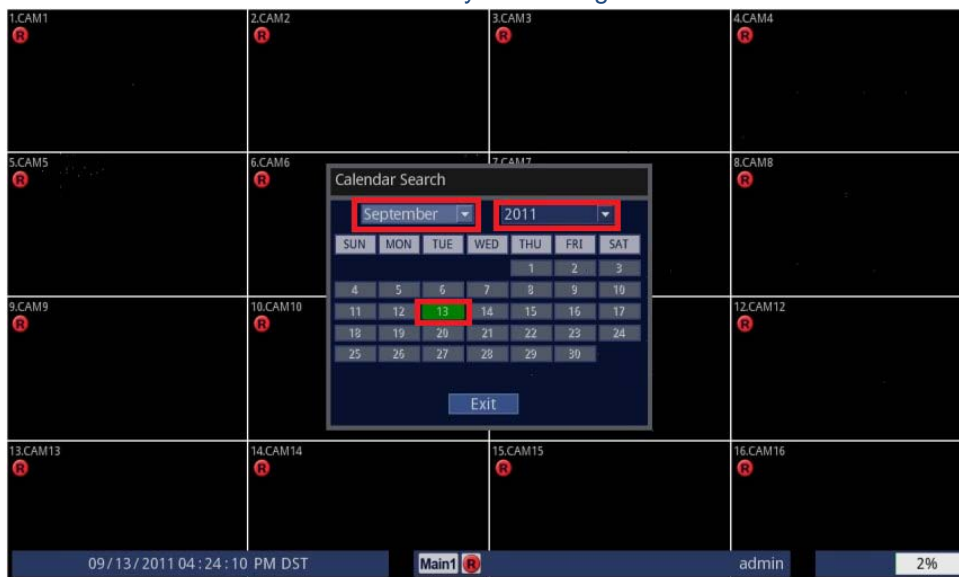 1.CAM1 2.CAM2 3.CAM3 4.CAM4
R R R R
5.CAM5 6.CAM6 7.CAM7 8.CAM8
R R R
Calendar Search
September 2011
SUN MON TUE WED THU FRI SAT
1 2 3
4 5 6 7 8 9 10
11 12 13 14 15 16 17
18 19 20 21 22 23 24
25 26 27 28 29 30
Exit
9.CAM9 10.CAM10 12.CAM12
R R R
13.CAM13 14.CAM14 15.CAM15 16.CAM16
R R R R
09/13/2011 04:24:10 PM DST Main1 R admin 2%